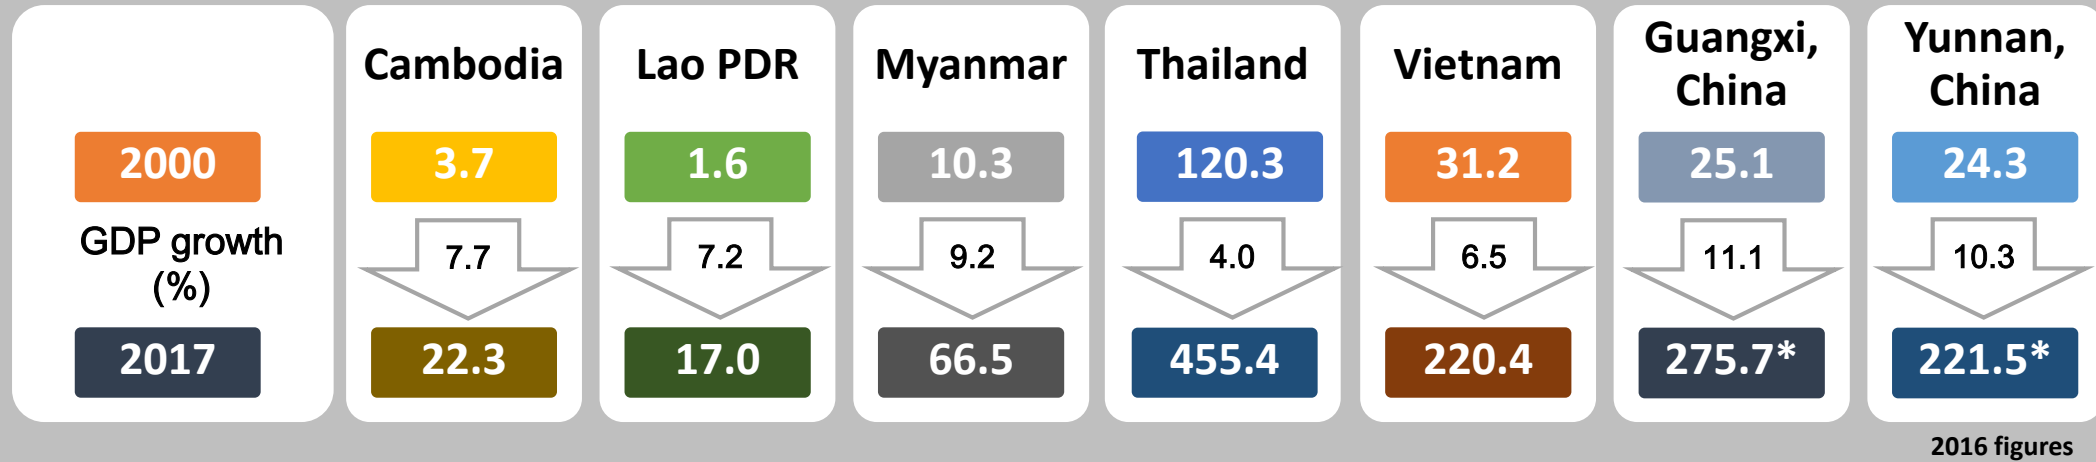 Cambodia
Lao PDR
Myanmar
Thailand
Vietnam
Guangxi,
China
Yunnan,
China
2000
3.7
1.6
10.3
120.3
31.2
25.1
24.3
GDP growth
(%)
7.7
7.2
9.2
4.0
6.5
11.1
10.3
2017
22.3
17.0
66.5
455.4
220.4
275.7*
221.5*
2016 figures